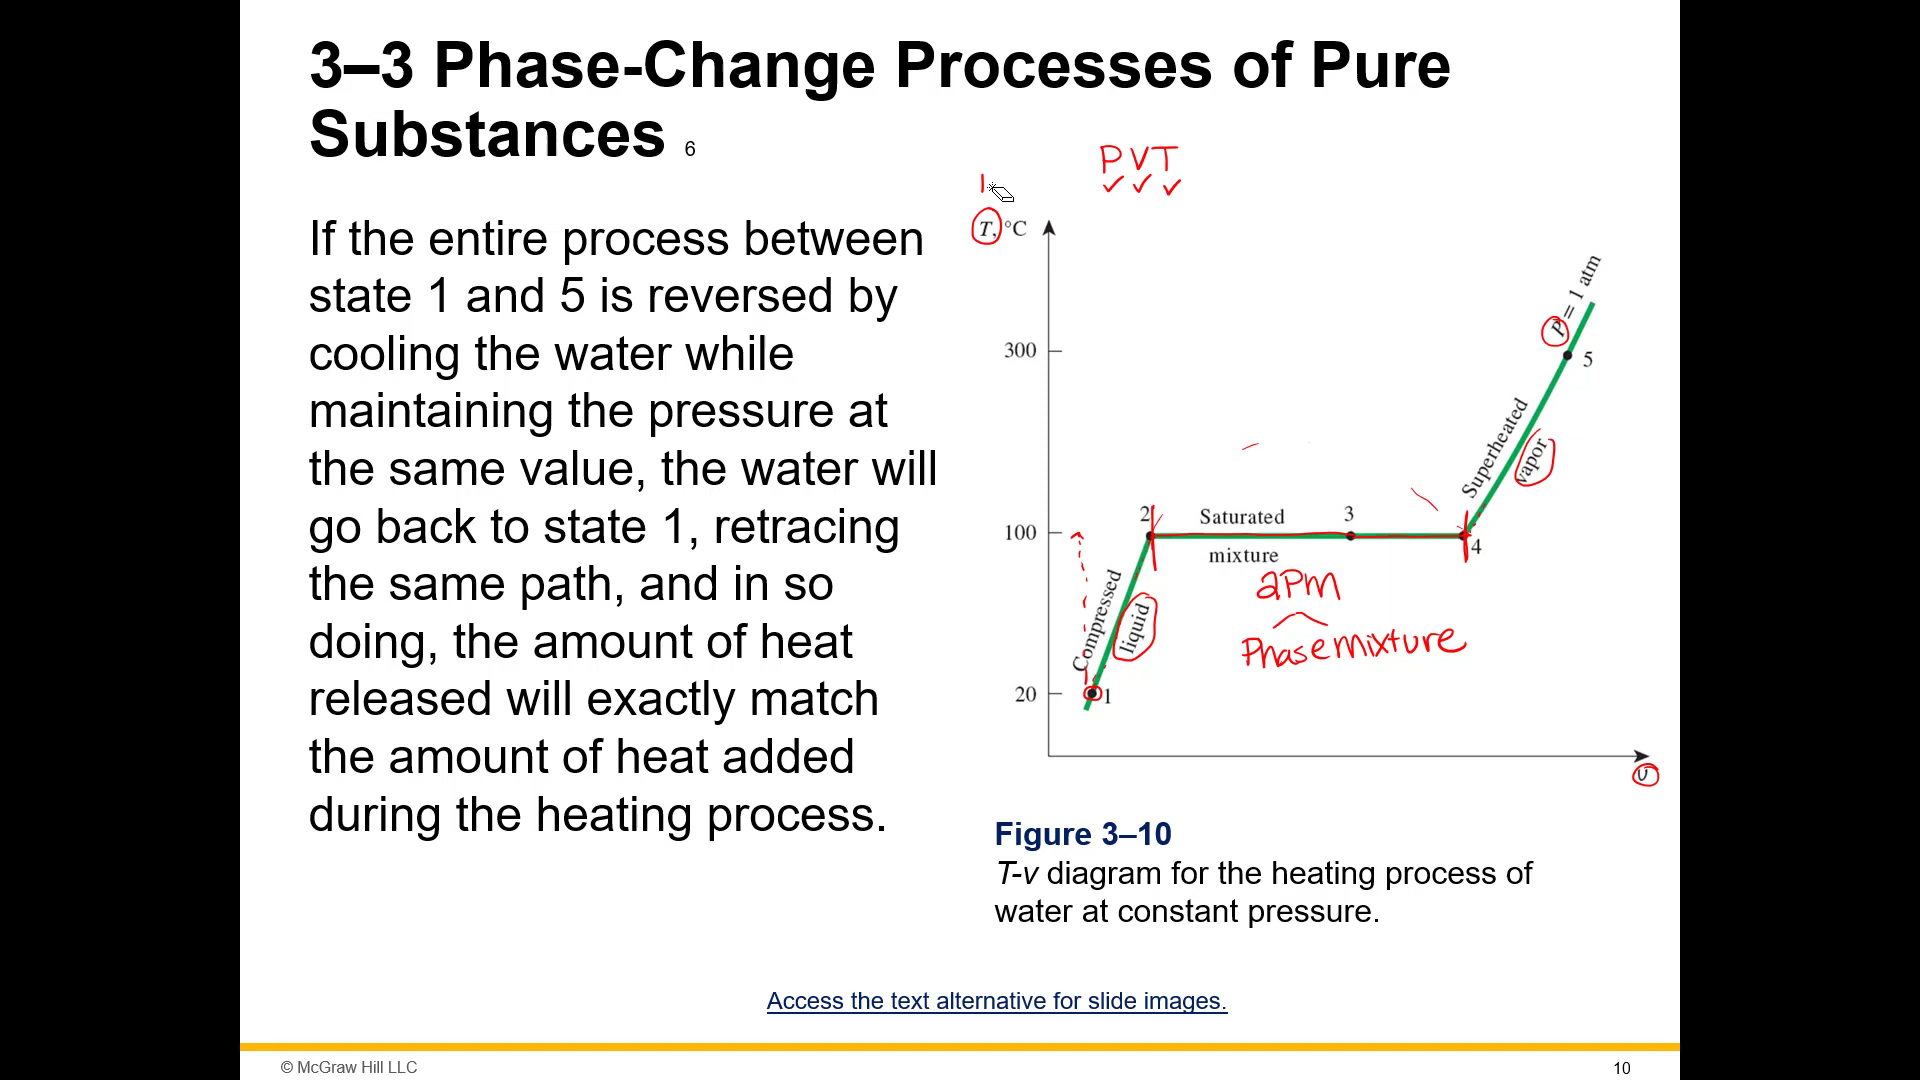 3–3 Phase-Change Processes of Pure
Substances 6
If the entire process between
state 1 and 5 is reversed by
cooling the water while
maintaining the pressure at
the same value, the water will
go back to state 1, retracing
the same path, and in so
doing, the amount of heat
released will exactly match
the amount of heat added
during the heating process.
PVT
T, °C
300
100
20
P = 1 atm
5
Superheated
vapor
2
Saturated
3
mixture
4
2PM
Phase mixture
Compressed
liquid
1
v
Figure 3–10
T-v diagram for the heating process of
water at constant pressure.
Access the text alternative for slide images.
© McGraw Hill LLC
10